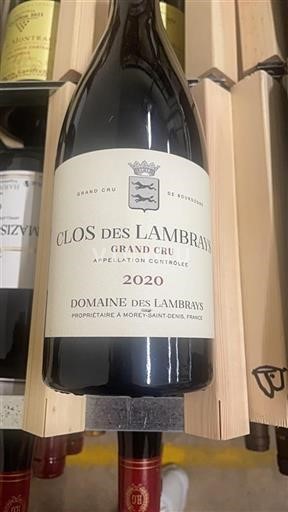 GRAND CRU DE BOURGOGNE
CLOS DES LAMBRAYS
GRAND CRU
APPELLATION CONTRÔLÉE
2020
DOMAINE DES LAMBRAYS
PROPRIÉTAIRE À MOREY-SAINT-DENIS, FRANCE
MAZIS